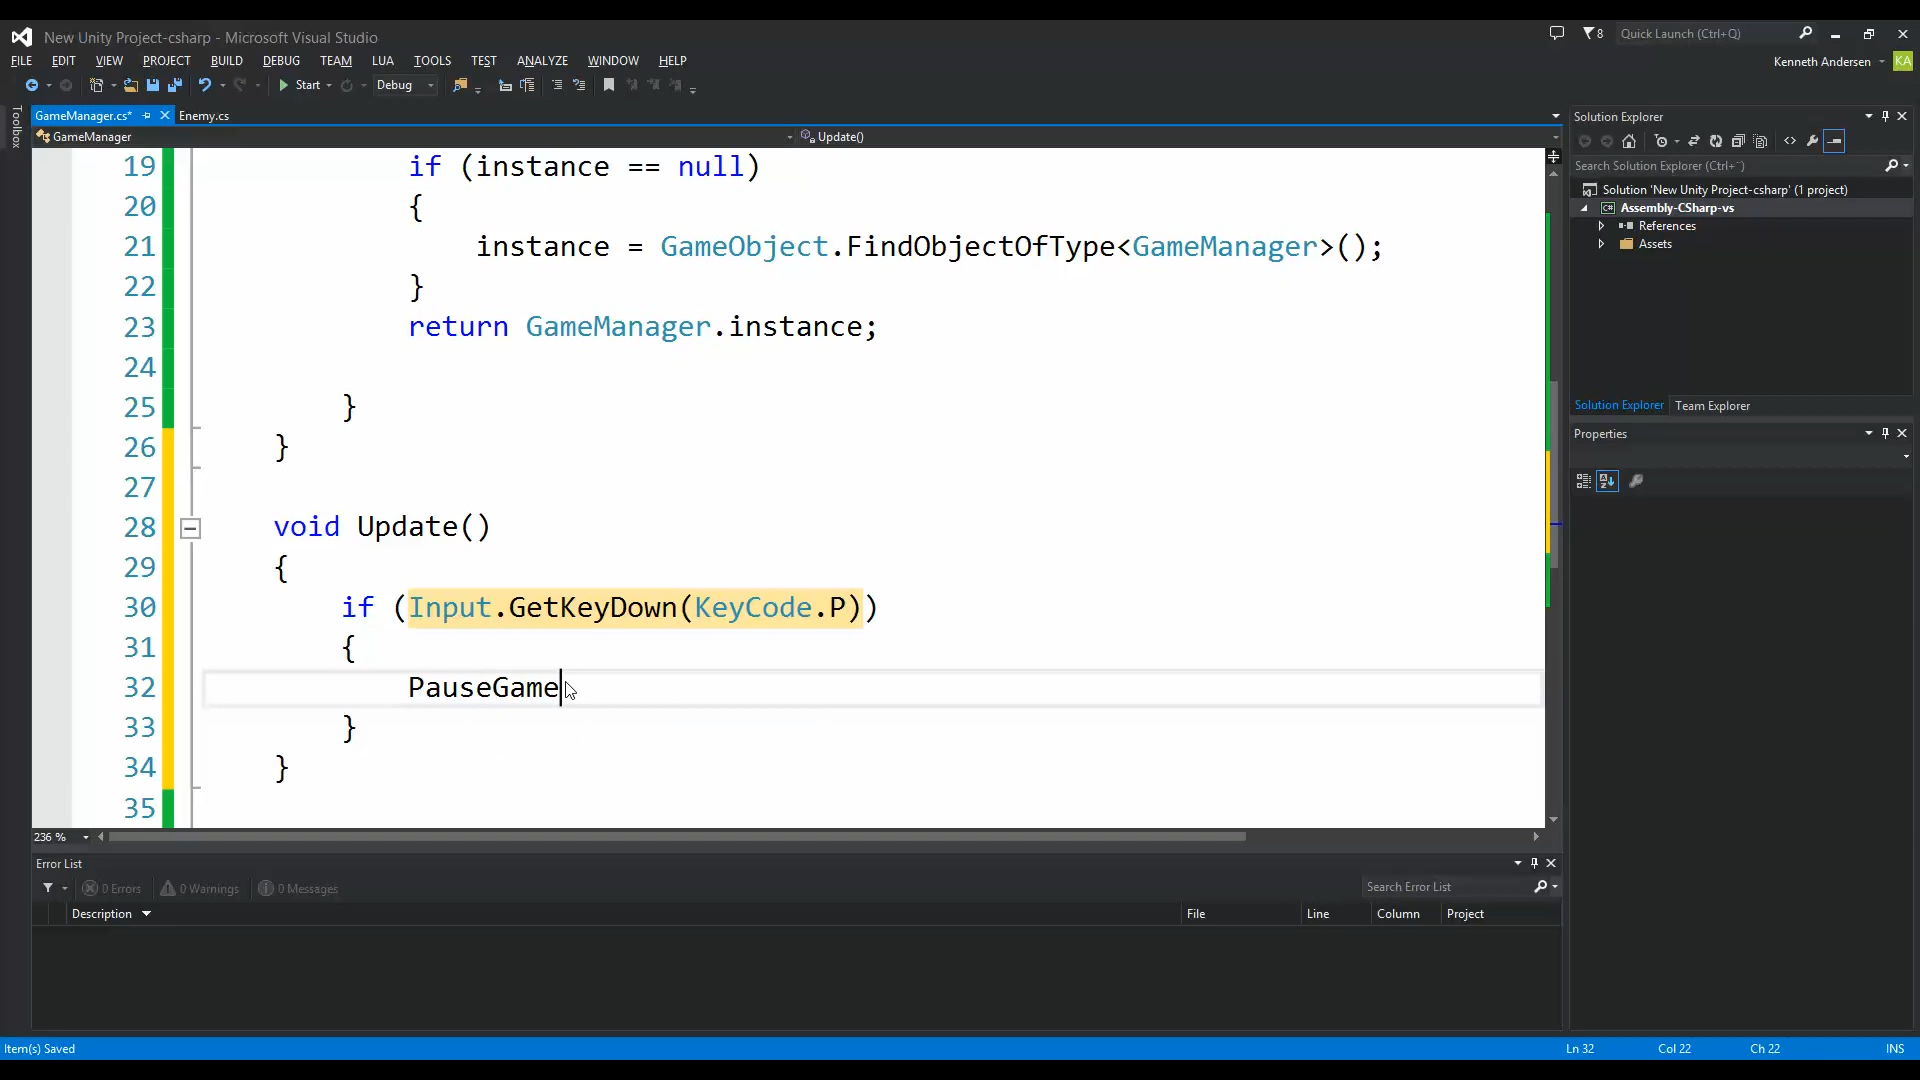 New Unity Project-csharp - Microsoft Visual Studio
8
Quick Launch (Ctrl+Q)
FILE EDIT VIEW PROJECT BUILD DEBUG TEAM LUA TOOLS TEST ANALYZE WINDOW HELP
Kenneth Andersen
KA
Start
Debug
Toolbox
GameManager.cs*
Enemy.cs
GameManager
Update()
19 if (instance == null)
20 {
21 instance = GameObject.FindObjectOfType<GameManager>();
22 }
23 return GameManager.instance;
24
25 }
26 }
27
28 void Update()
29 {
30 if (Input.GetKeyDown(KeyCode.P))
31 {
32 PauseGame
33 }
34 }
35
236 %
Solution Explorer
Search Solution Explorer (Ctrl+¨)
Solution 'New Unity Project-csharp' (1 project)
C# Assembly-CSharp-vs
References
Assets
Solution Explorer
Team Explorer
Properties
Error List
0 Errors
0 Warnings
0 Messages
Search Error List
Description
File
Line
Column
Project
Item(s) Saved
Ln 32
Col 22
Ch 22
INS